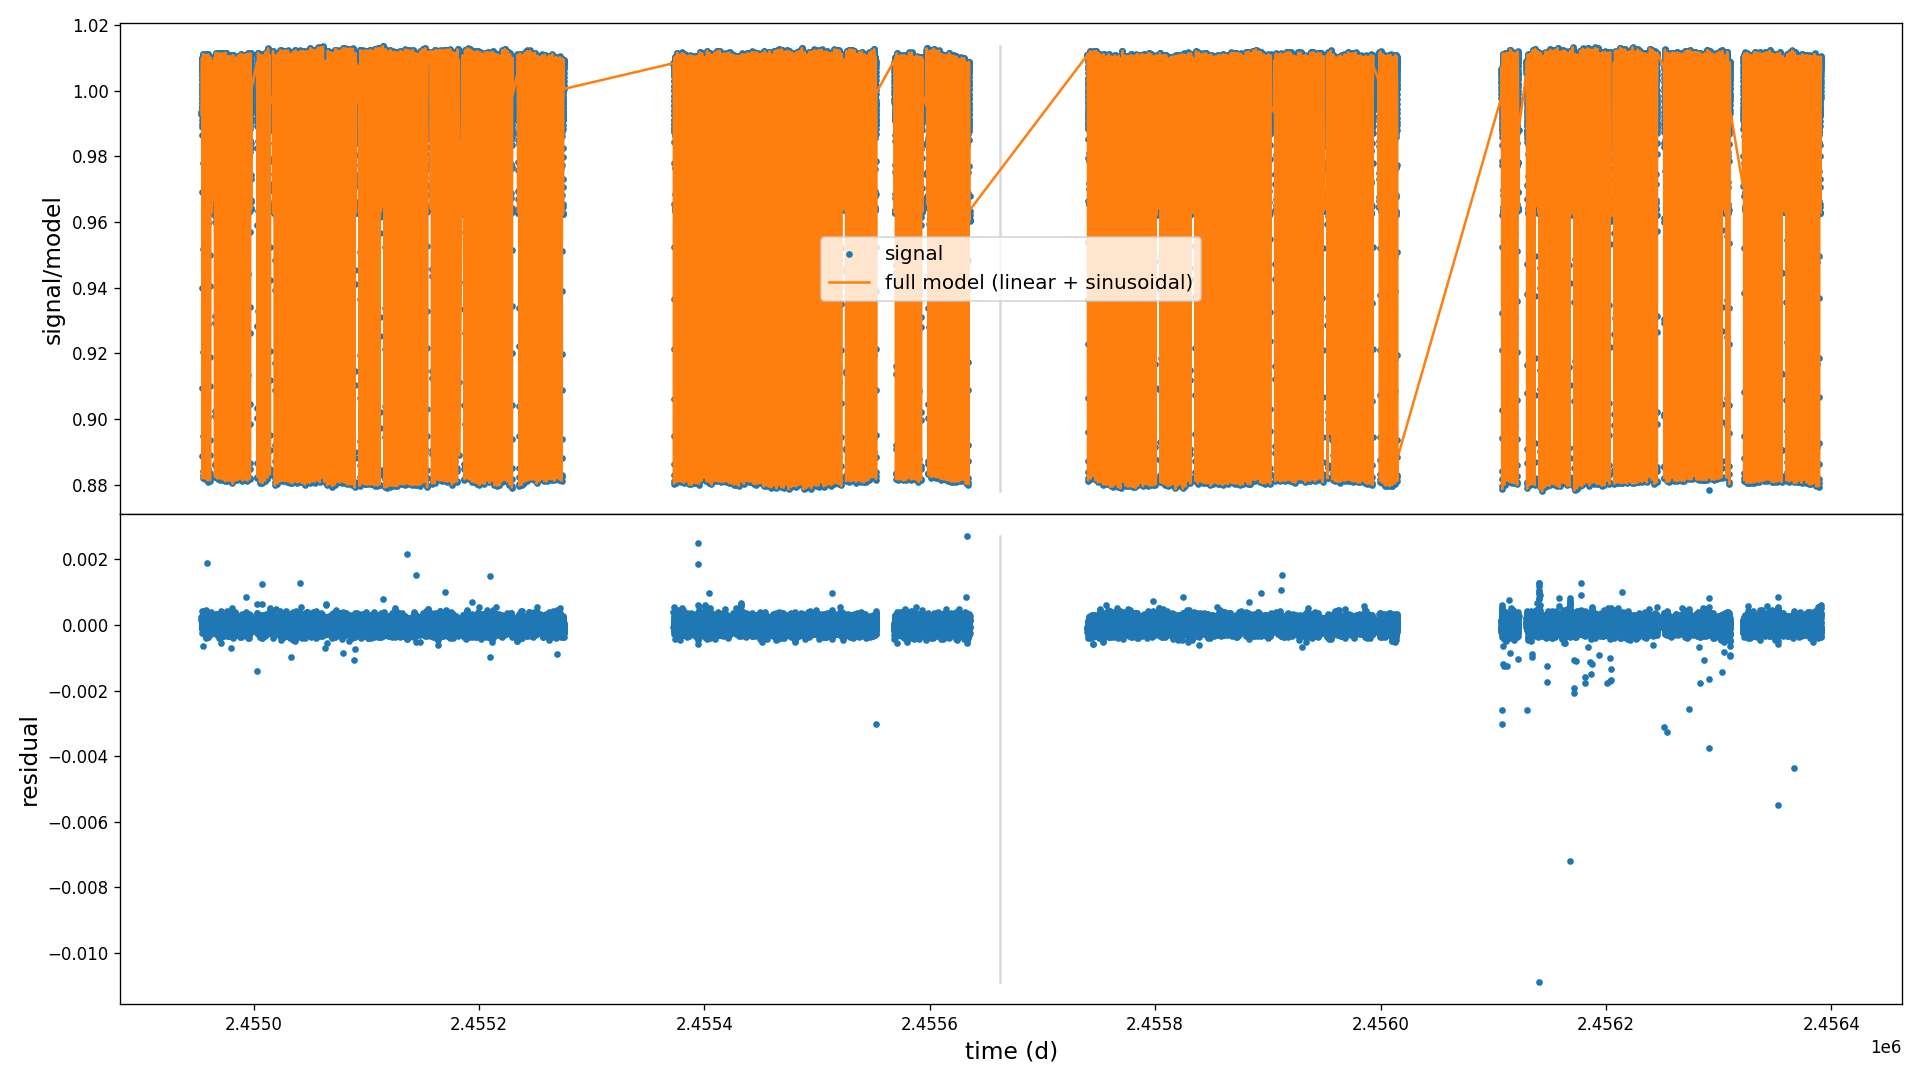 1.02
1.00
0.98
0.96
0.94
0.92
0.90
0.88
signal/model
signal
full model (linear + sinusoidal)
0.002
0.000
−0.002
−0.004
−0.006
−0.008
−0.010
residual
2.4550 2.4552 2.4554 2.4556 2.4558 2.4560 2.4562 2.4564
1e6
time (d)